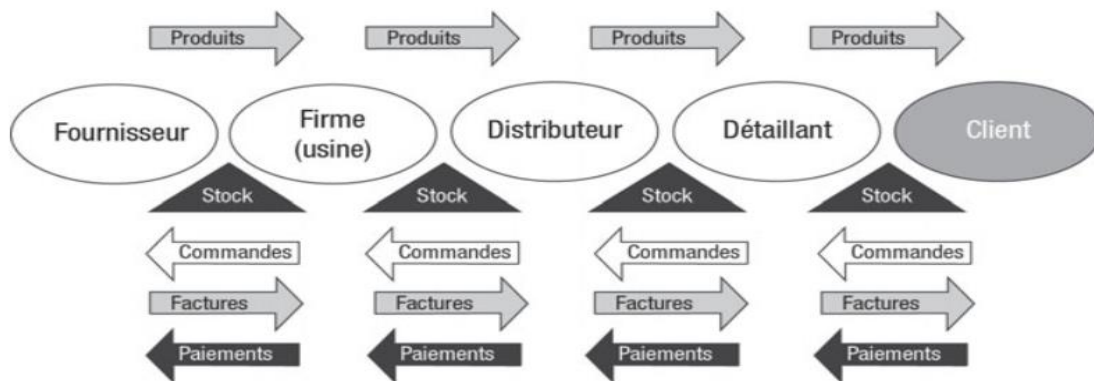 Produits Produits Produits Produits
Fournisseur Firme (usine) Distributeur Détaillant Client
Stock Stock Stock Stock
Commandes Commandes Commandes Commandes
Factures Factures Factures Factures
Paiements Paiements Paiements Paiements